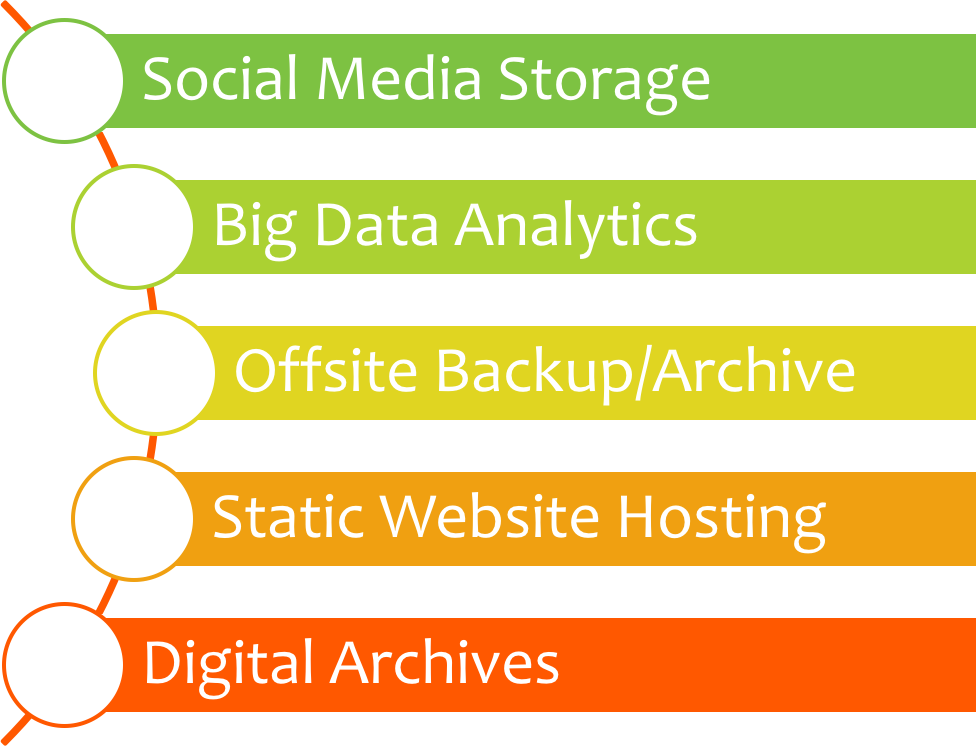 Social Media Storage
Big Data Analytics
Offsite Backup/Archive
Static Website Hosting
Digital Archives